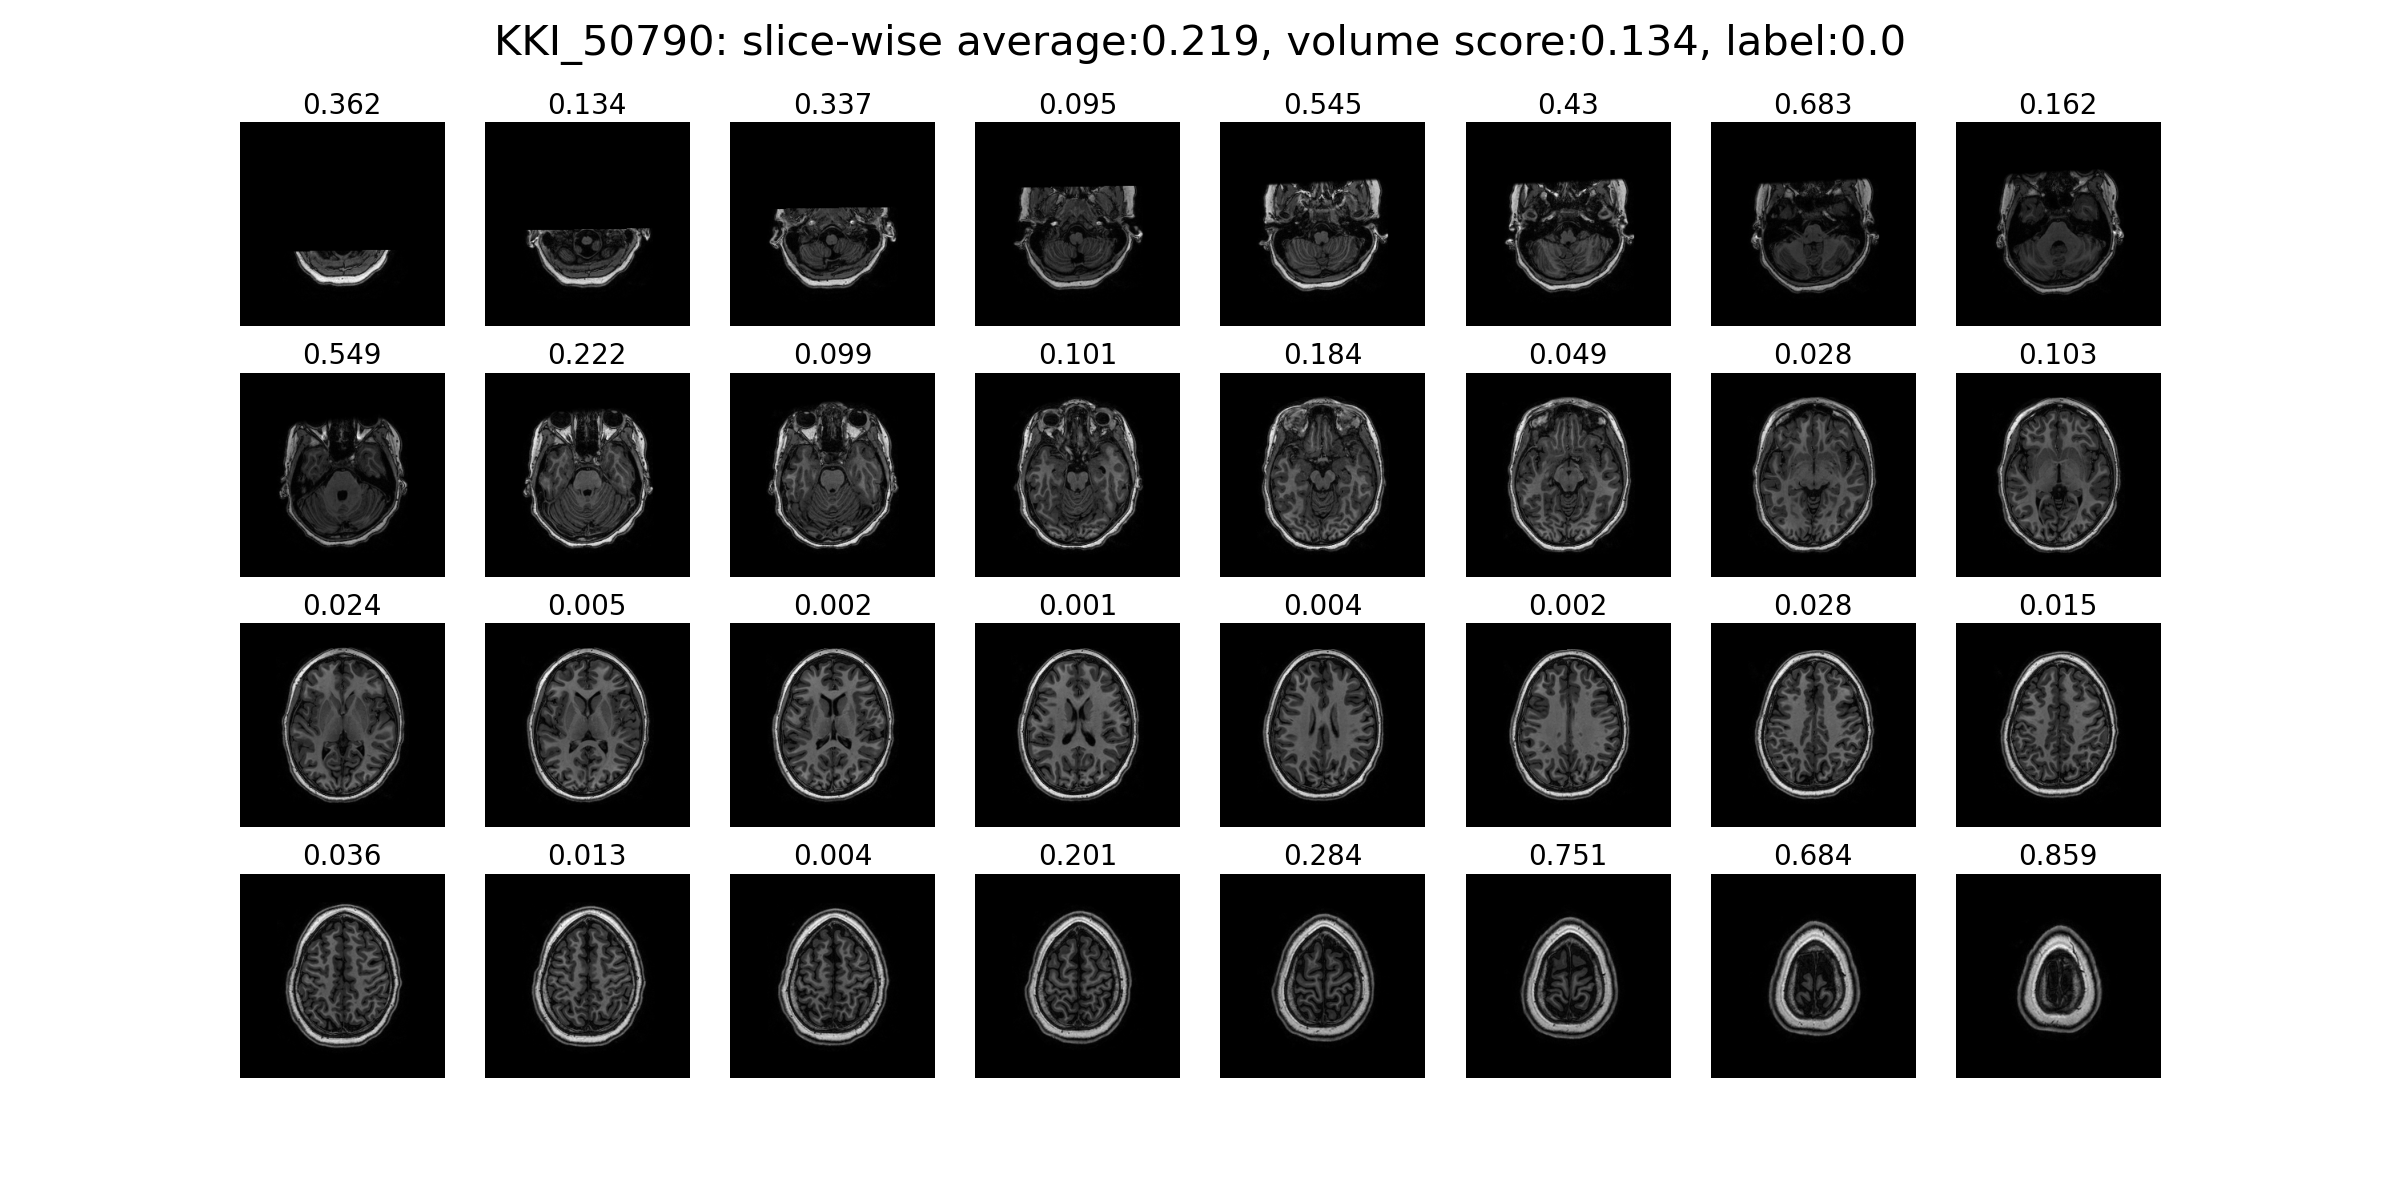 KKI_50790: slice-wise average:0.219, volume score:0.134, label:0.0
0.362 0.134 0.337 0.095 0.545 0.43 0.683 0.162
0.549 0.222 0.099 0.101 0.184 0.049 0.028 0.103
0.024 0.005 0.002 0.001 0.004 0.002 0.028 0.015
0.036 0.013 0.004 0.201 0.284 0.751 0.684 0.859